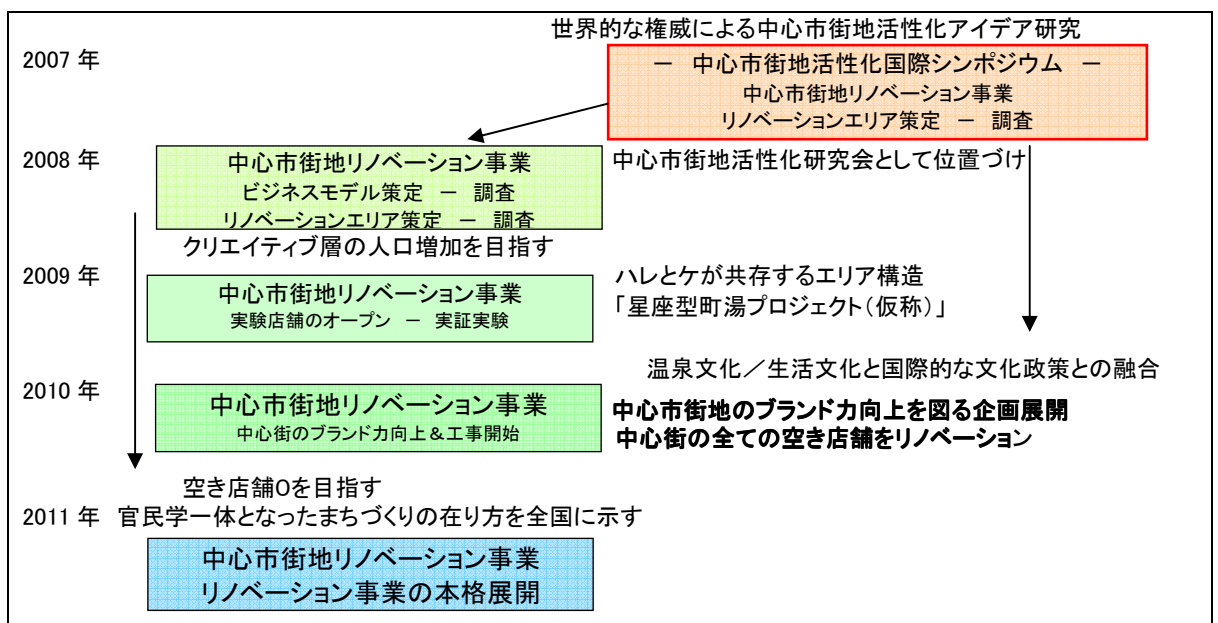 世界的な権威による中心市街地活性化アイデア研究
2007 年
― 中心市街地活性化国際シンポジウム ―
中心市街地リノベーション事業
リノベーションエリア策定 ― 調査
2008 年
中心市街地リノベーション事業
ビジネスモデル策定 ― 調査
リノベーションエリア策定 ― 調査
中心市街地活性化研究会として位置づけ
クリエイティブ層の人口増加を目指す
2009 年
中心市街地リノベーション事業
実験店舗のオープン ― 実証実験
ハレとケが共存するエリア構造
「星座型町湯プロジェクト(仮称)」
温泉文化/生活文化と国際的な文化政策との融合
2010 年
中心市街地リノベーション事業
中心街のブランド力向上&工事開始
中心市街地のブランド力向上を図る企画展開
中心街の全ての空き店舗をリノベーション
空き店舗0を目指す
2011 年 官民学一体となったまちづくりの在り方を全国に示す
中心市街地リノベーション事業
リノベーション事業の本格展開